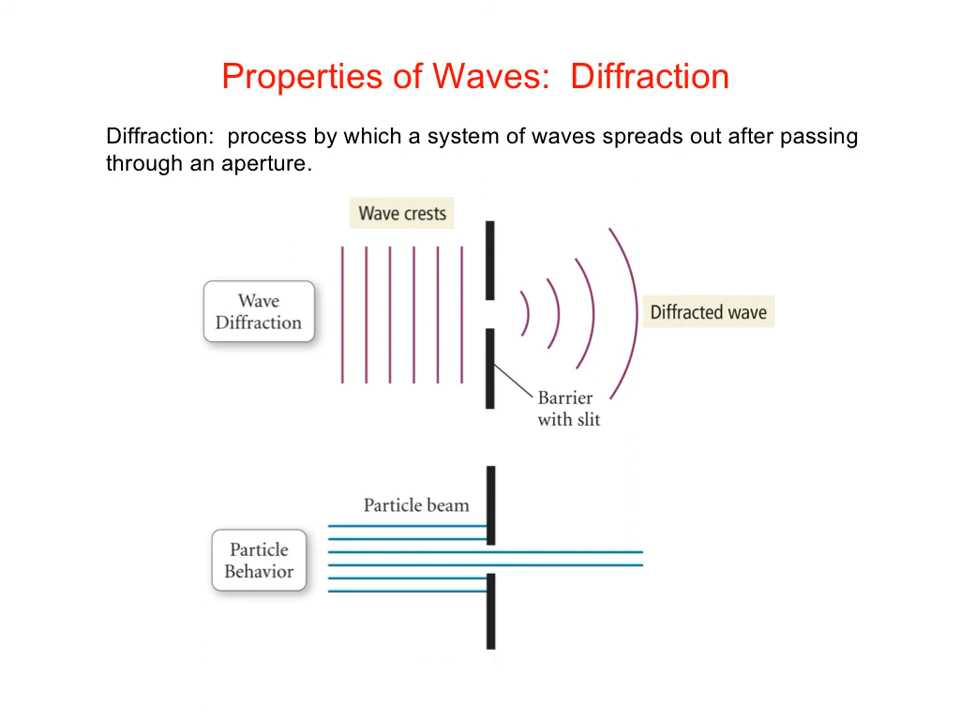 Properties of Waves:  Diffraction
Diffraction:  process by which a system of waves spreads out after passing
through an aperture.
Wave crests
Wave
Diffraction
Diffracted wave
Barrier
with slit
Particle beam
Particle
Behavior